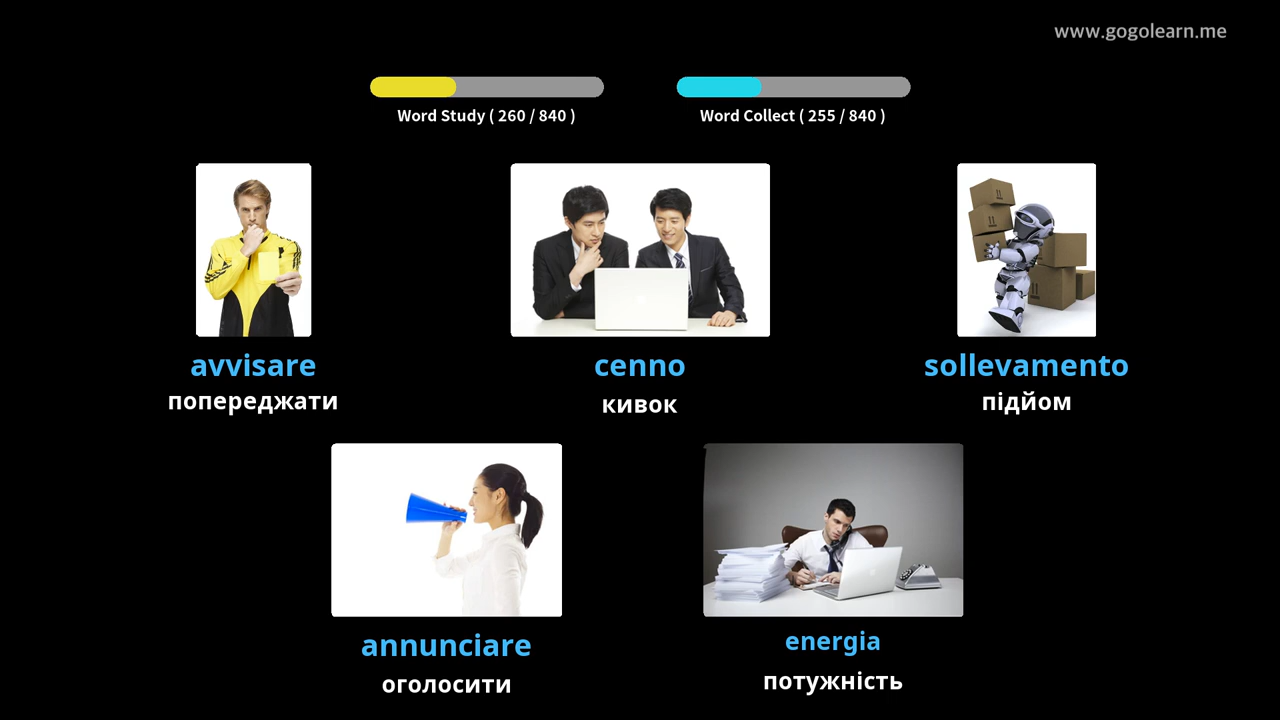 www.gogolearn.me
Word Study ( 260 / 840 )
Word Collect ( 255 / 840 )
avvisare
попереджати
cenno
кивок
sollevamento
підйом
annunciare
оголосити
energia
потужність